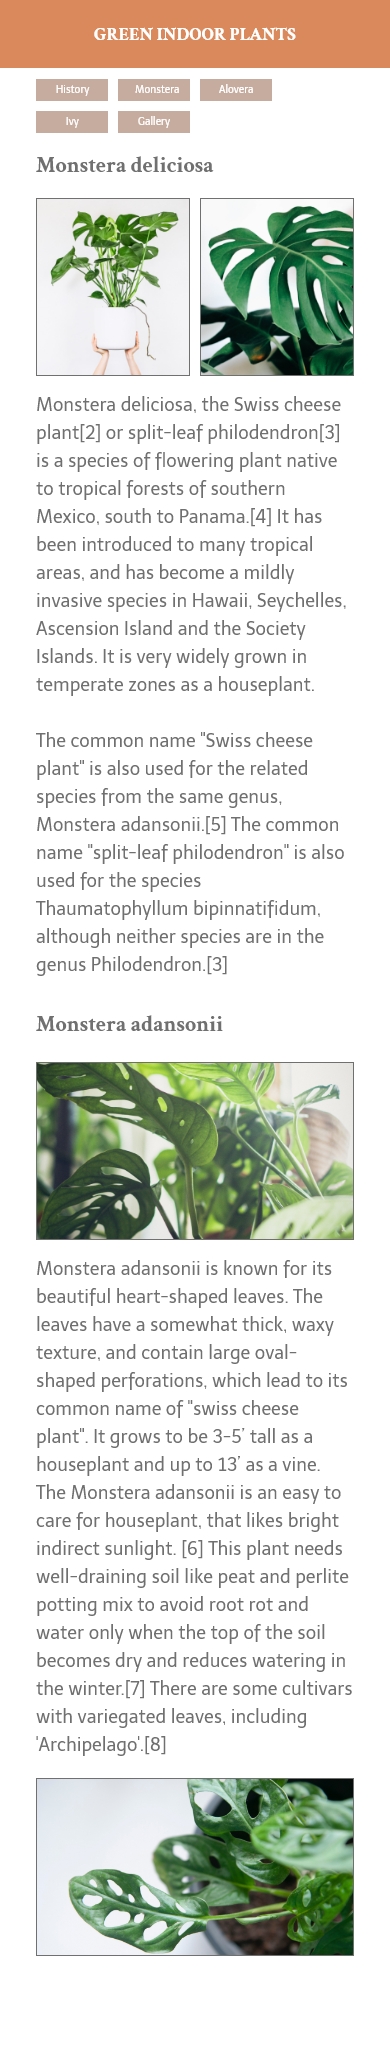 GREEN INDOOR PLANTS
History
Monstera
Alovera
Ivy
Gallery
Monstera deliciosa
Monstera deliciosa, the Swiss cheese
plant[2] or split-leaf philodendron[3]
is a species of flowering plant native
to tropical forests of southern
Mexico, south to Panama.[4] It has
been introduced to many tropical
areas, and has become a mildly
invasive species in Hawaii, Seychelles,
Ascension Island and the Society
Islands. It is very widely grown in
temperate zones as a houseplant.
The common name "Swiss cheese
plant" is also used for the related
species from the same genus,
Monstera adansonii.[5] The common
name "split-leaf philodendron" is also
used for the species
Thaumatophyllum bipinnatifidum,
although neither species are in the
genus Philodendron.[3]
Monstera adansonii
Monstera adansonii is known for its
beautiful heart-shaped leaves. The
leaves have a somewhat thick, waxy
texture, and contain large oval-
shaped perforations, which lead to its
common name of "swiss cheese
plant". It grows to be 3-5’ tall as a
houseplant and up to 13’ as a vine.
The Monstera adansonii is an easy to
care for houseplant, that likes bright
indirect sunlight. [6] This plant needs
well-draining soil like peat and perlite
potting mix to avoid root rot and
water only when the top of the soil
becomes dry and reduces watering in
the winter.[7] There are some cultivars
with variegated leaves, including
'Archipelago'.[8]